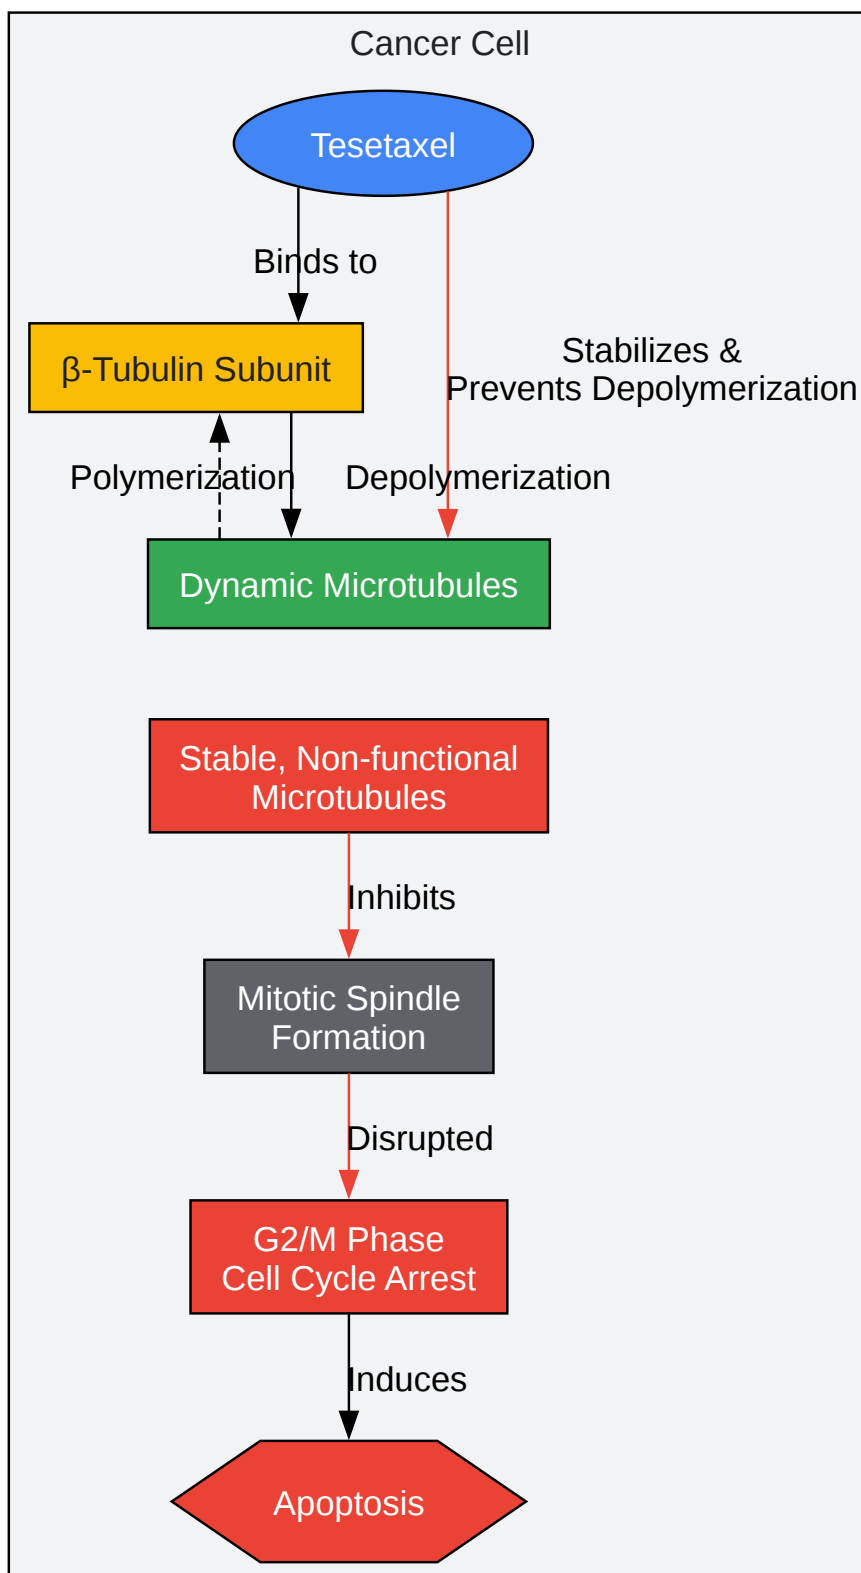 Cancer Cell
Tesetaxel
Binds to
Stabilizes &
Prevents Depolymerization
β-Tubulin Subunit
Polymerization
Depolymerization
Dynamic Microtubules
Stable, Non-functional
Microtubules
Inhibits
Mitotic Spindle
Formation
Disrupted
G2/M Phase
Cell Cycle Arrest
Induces
Apoptosis